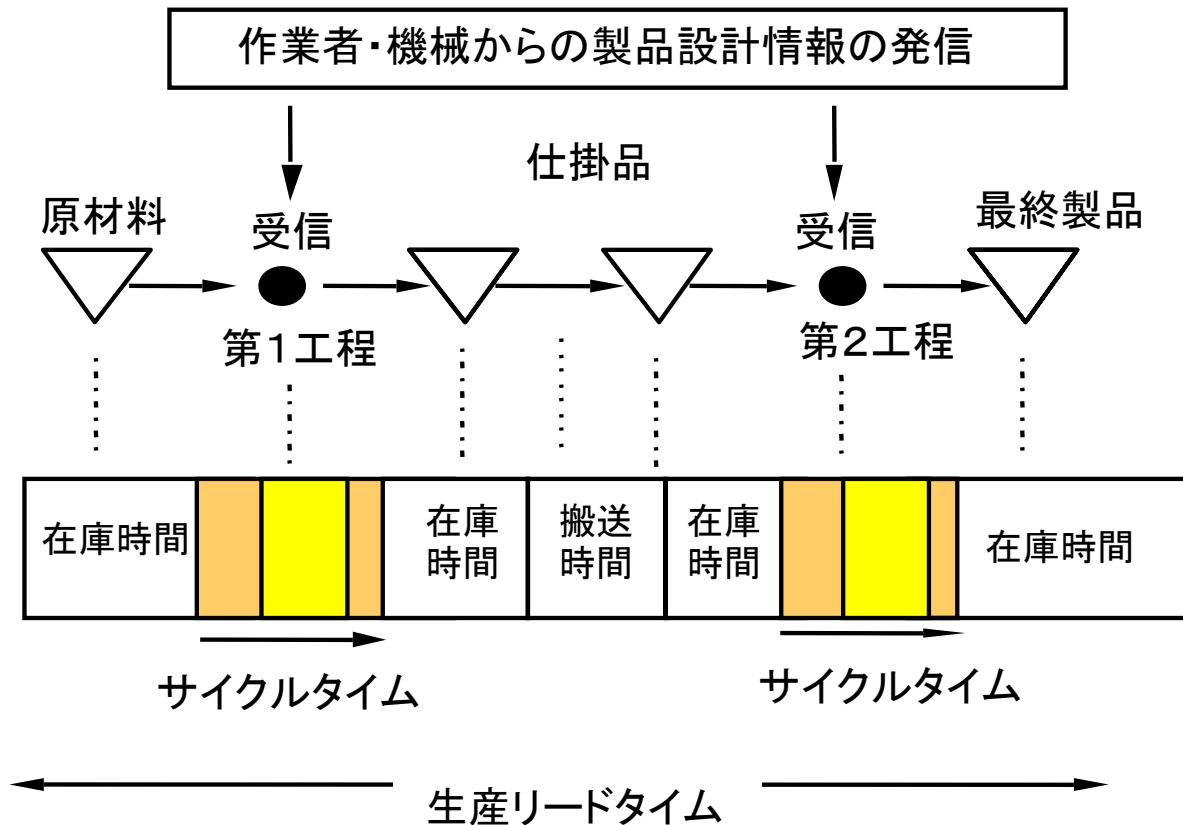 作業者・機械からの製品設計情報の発信
仕掛品
原材料
受信
受信
最終製品
第１工程
第２工程
在庫時間
在庫
時間
搬送
時間
在庫
時間
在庫時間
サイクルタイム
サイクルタイム
生産リードタイム